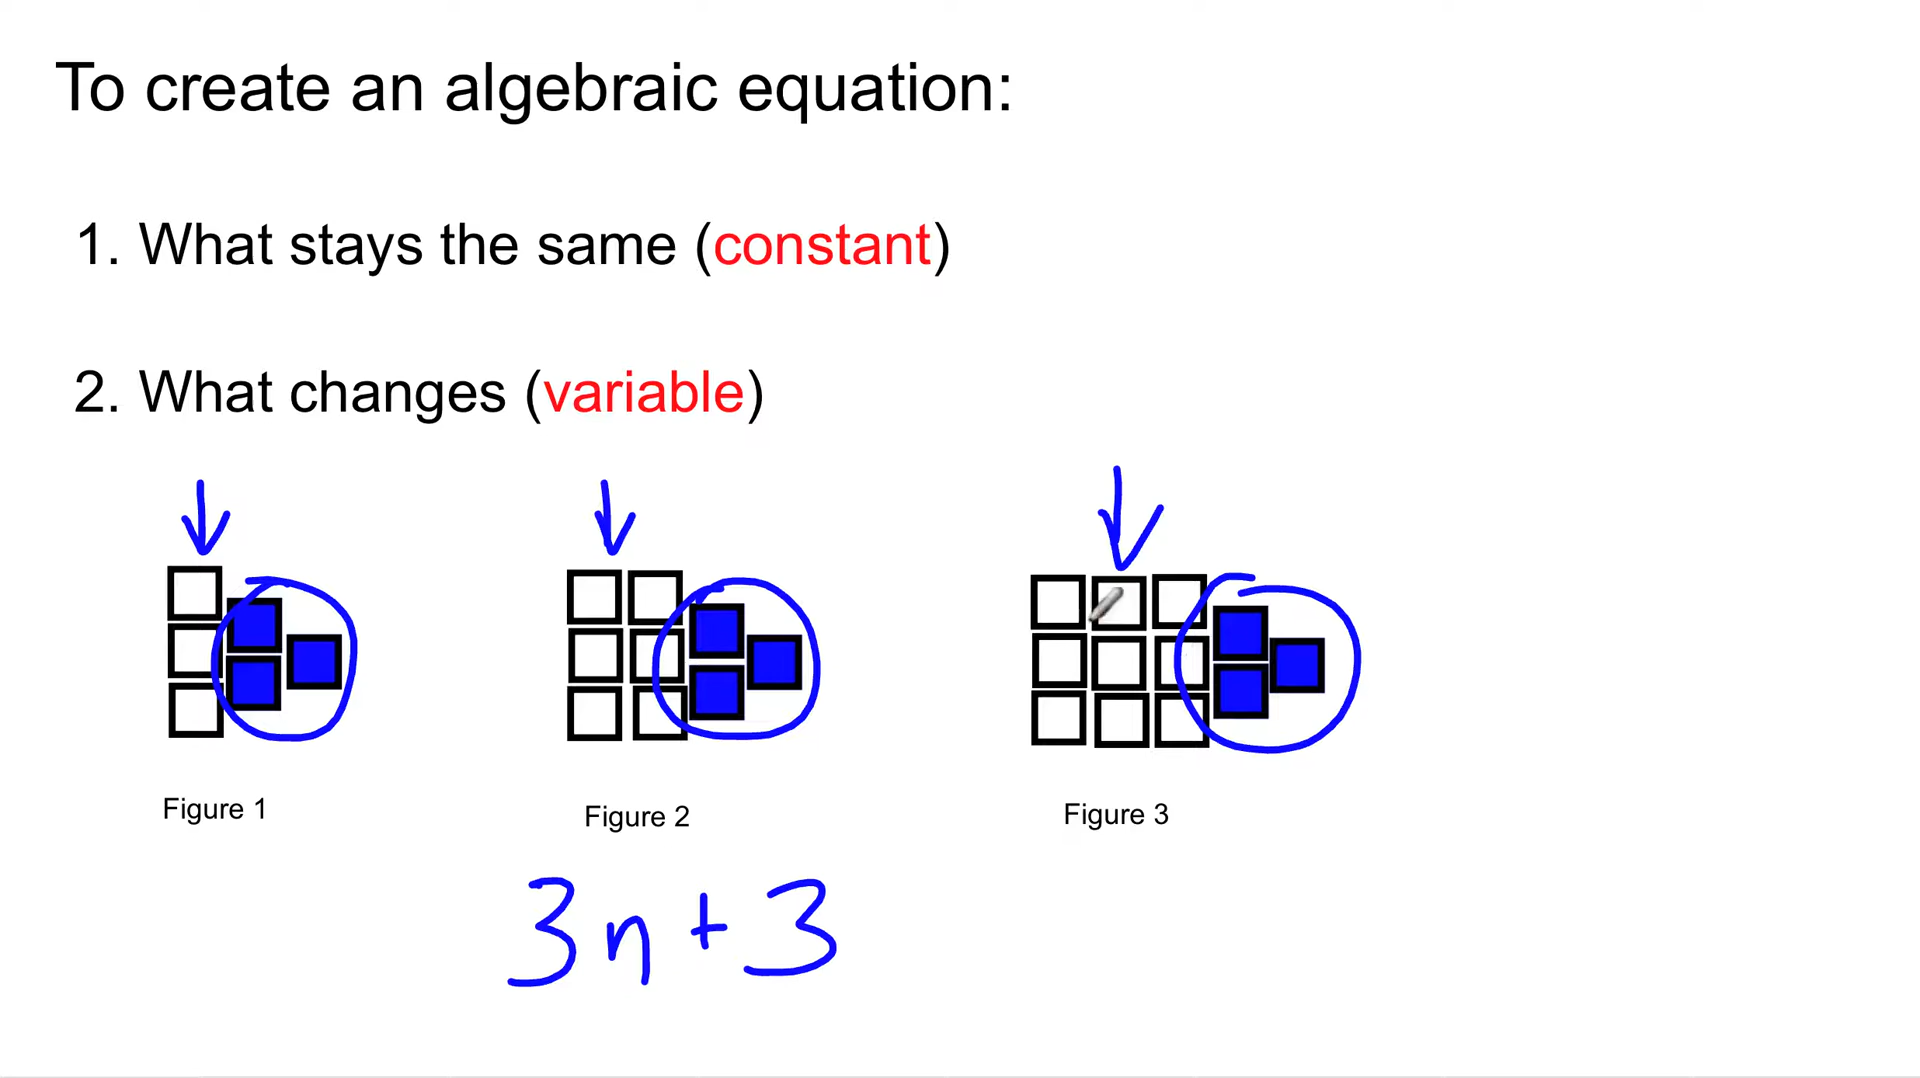 To create an algebraic equation:
1. What stays the same (constant)
2. What changes (variable)
Figure 1
Figure 2
Figure 3
3n+3